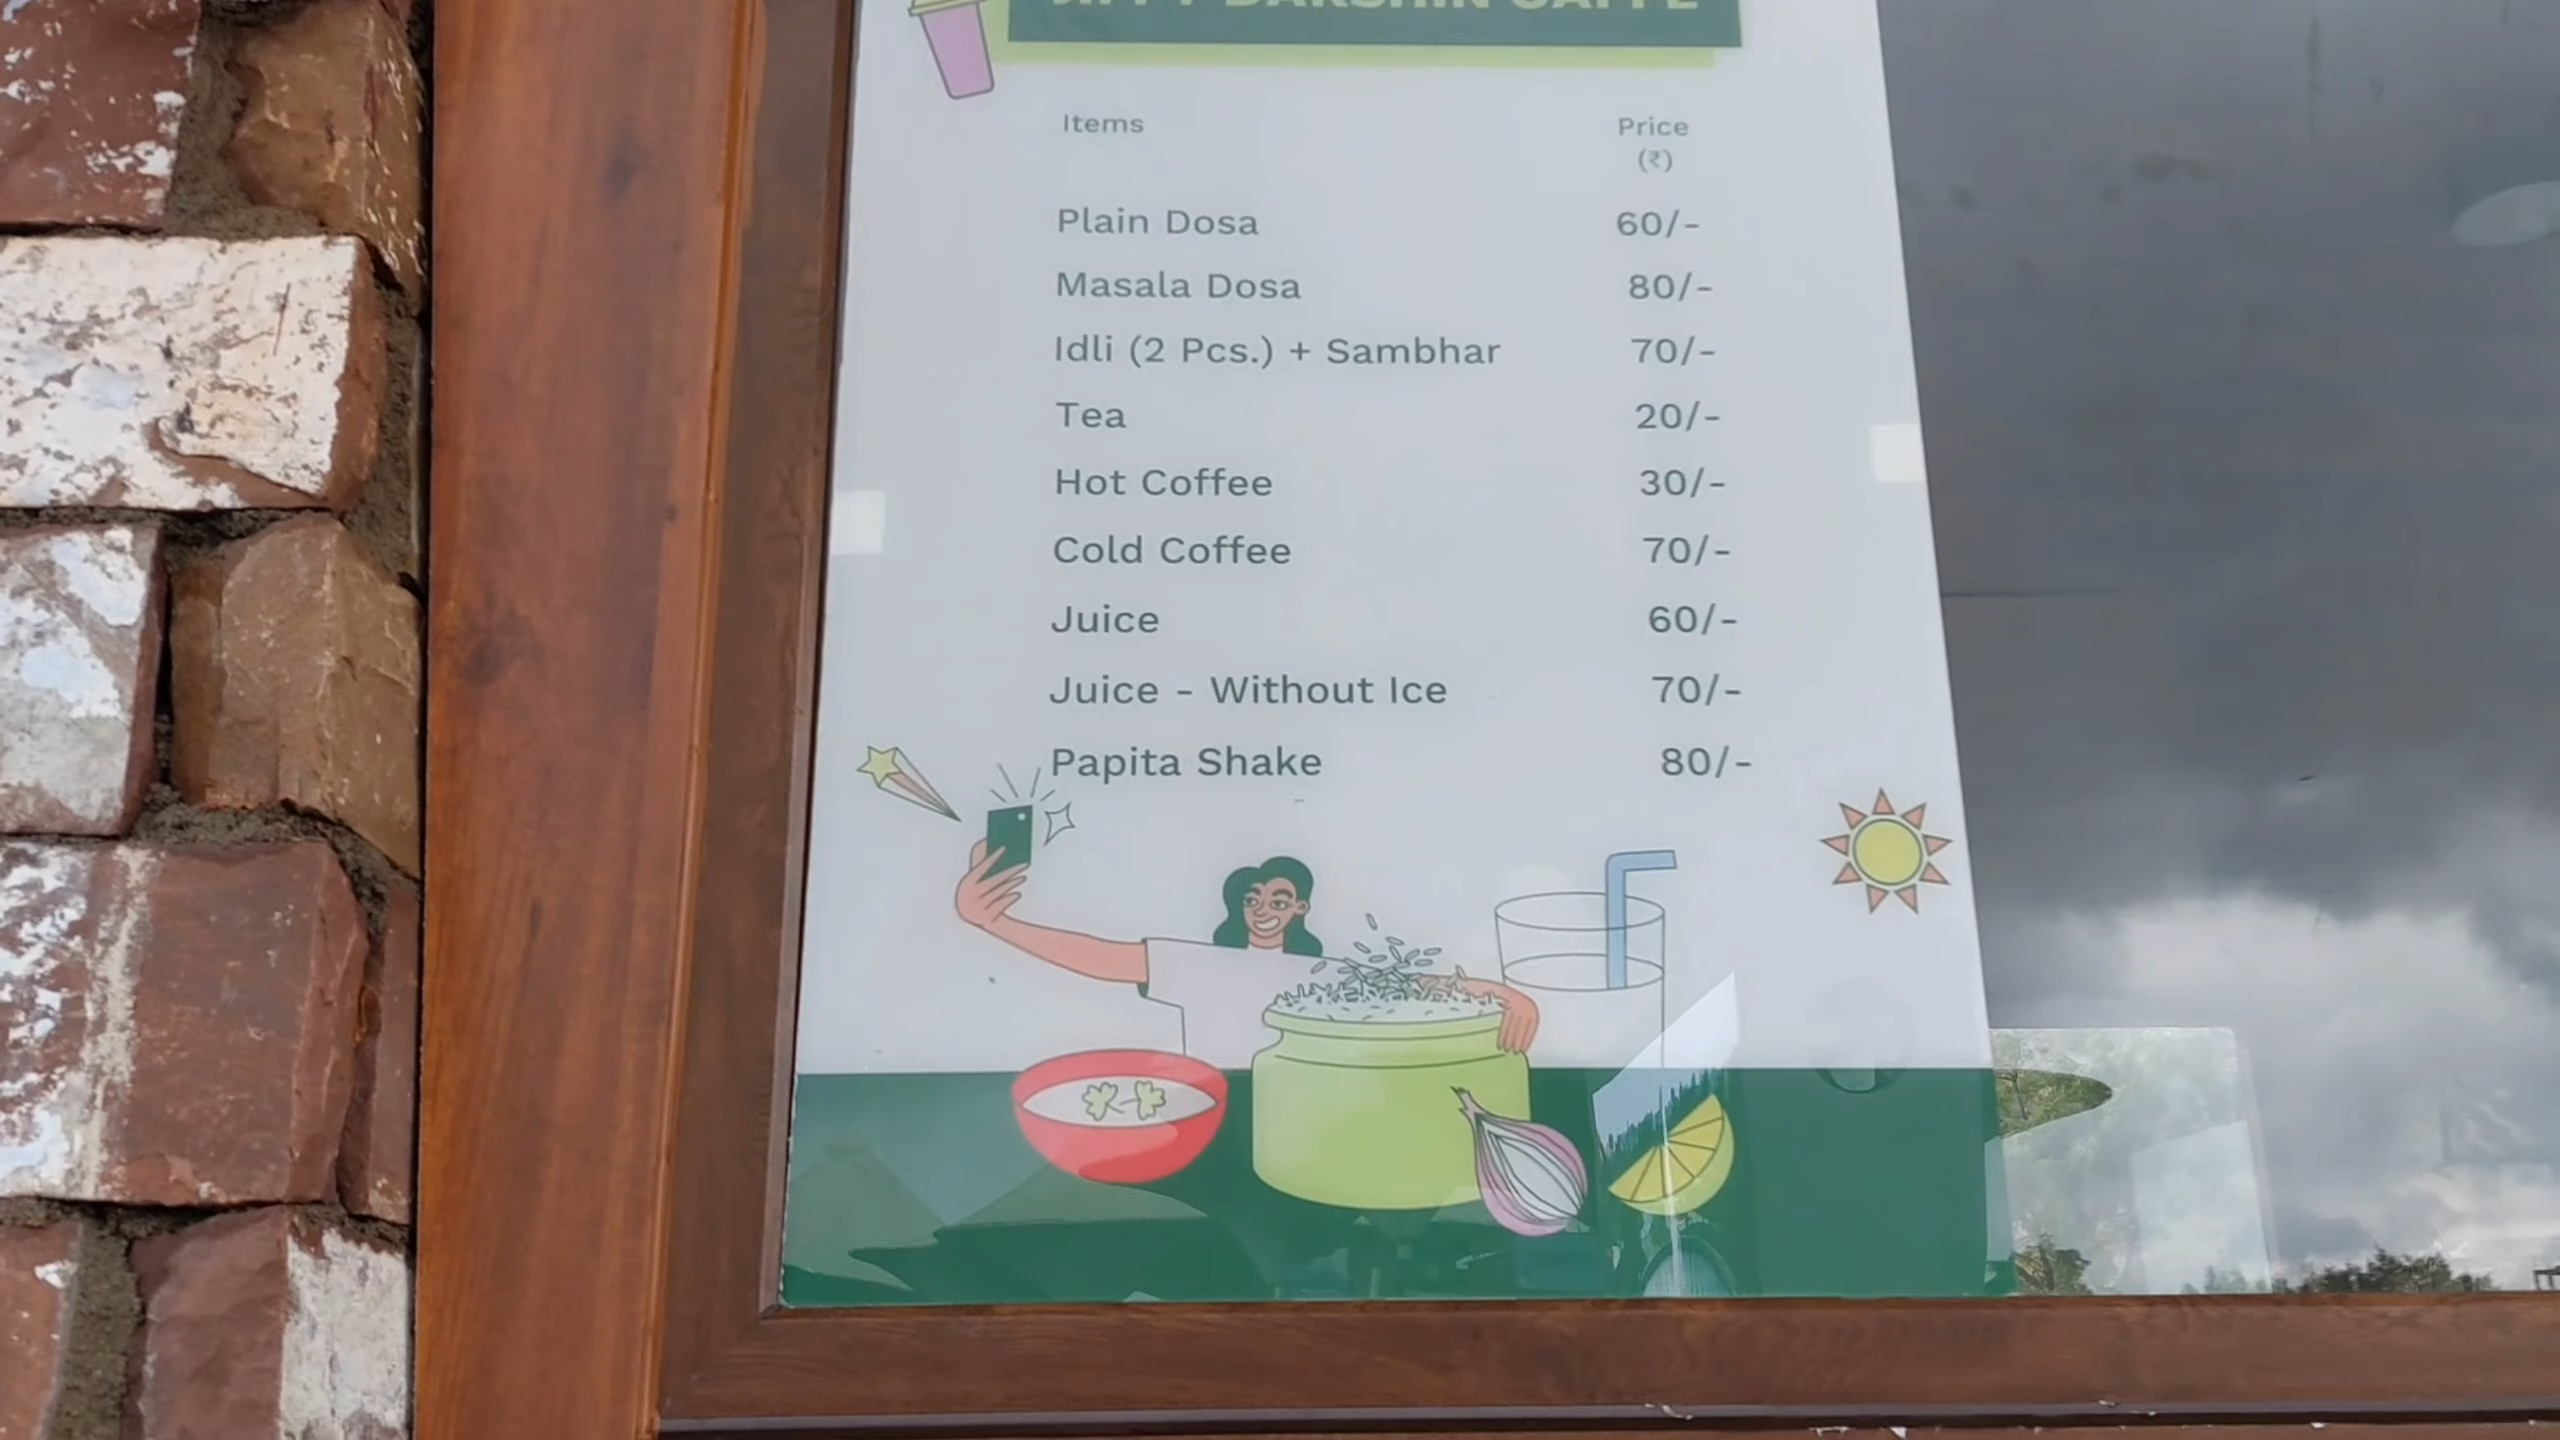 Items Price
(₹)
Plain Dosa 60/-
Masala Dosa 80/-
Idli (2 Pcs.) + Sambhar 70/-
Tea 20/-
Hot Coffee 30/-
Cold Coffee 70/-
Juice 60/-
Juice - Without Ice 70/-
Papita Shake 80/-